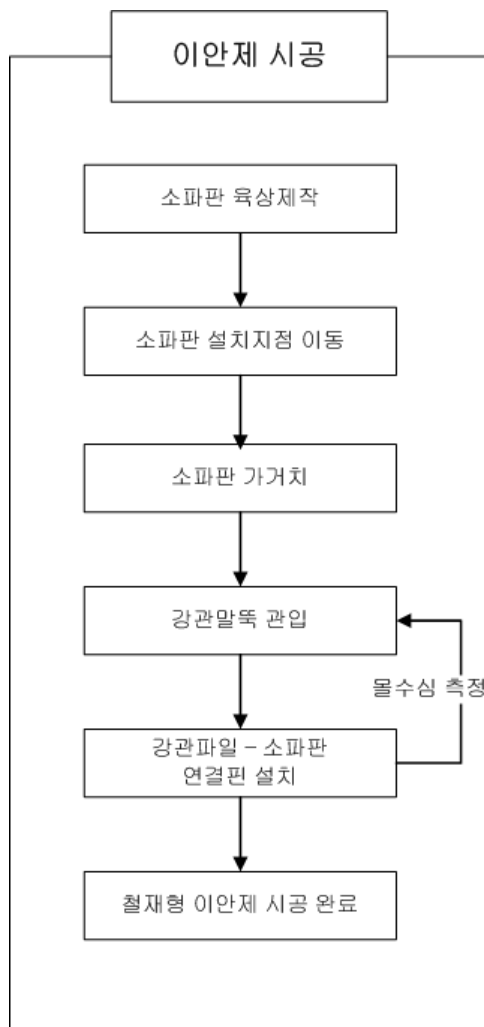 이안제 시공
소파판 육상제작
소파판 설치지점 이동
소파판 가거치
강관말뚝 관입
몰수심 측정
강관파일 – 소파판
연결핀 설치
철재형 이안제 시공 완료